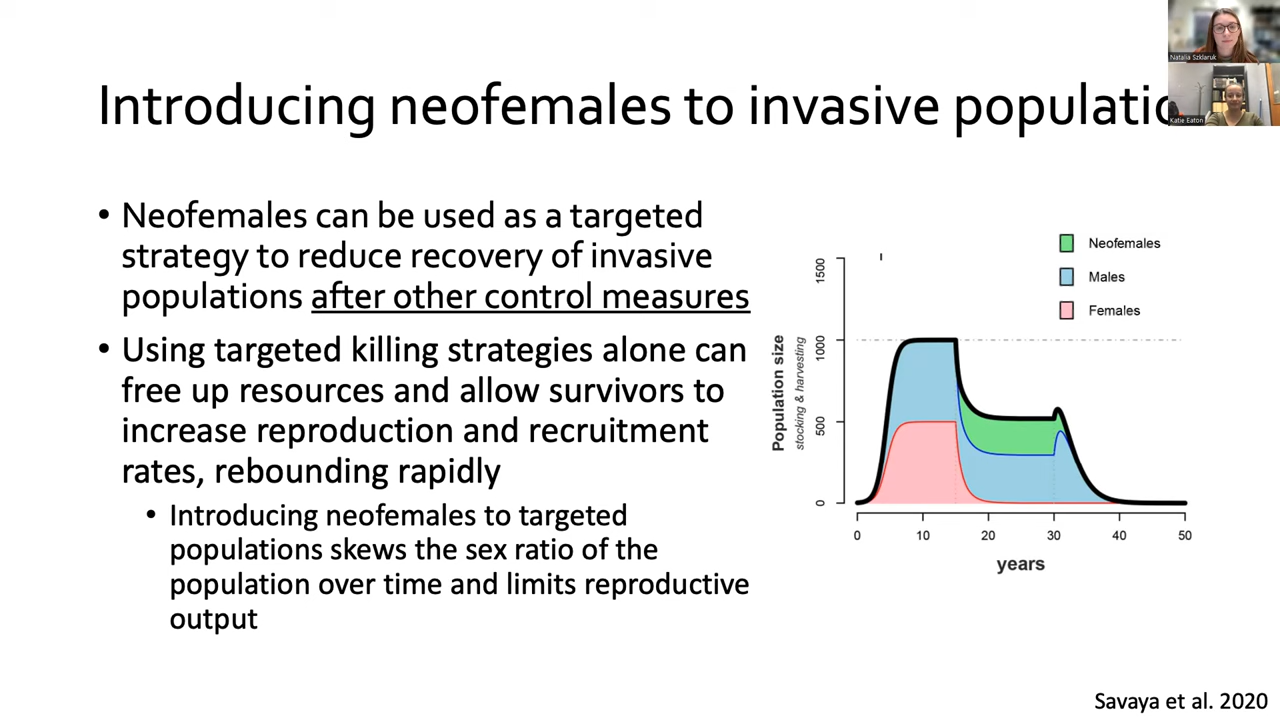 Introducing neofemales to invasive populatio
Natalia Szklaruk
Katie Eaton
• Neofemales can be used as a targeted
strategy to reduce recovery of invasive
populations after other control measures
• Using targeted killing strategies alone can
free up resources and allow survivors to
increase reproduction and recruitment
rates, rebounding rapidly
• Introducing neofemales to targeted
populations skews the sex ratio of the
population over time and limits reproductive
output
Neofemales
Males
Females
Population size
stocking & harvesting
1500
1000
500
0
0 10 20 30 40 50
years
Savaya et al. 2020